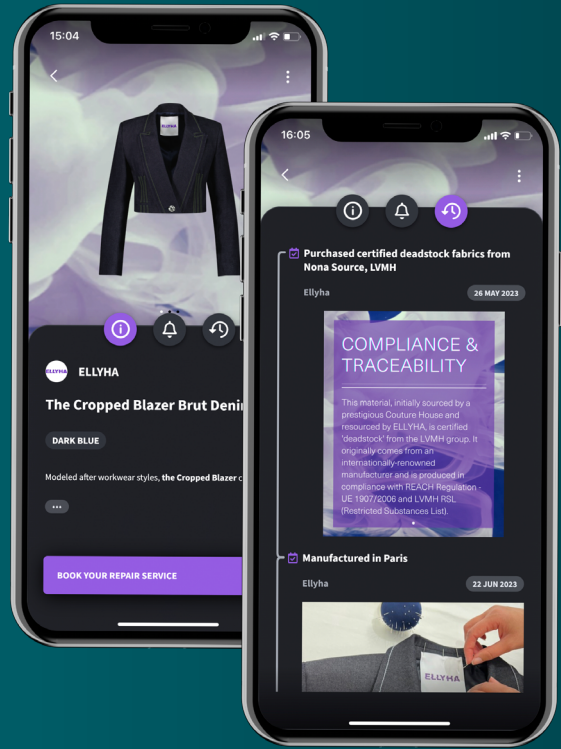 15:04
ELLYHA
ELLYHA
ELLYHA
The Cropped Blazer Brut Deni
DARK BLUE
Modeled after workwear styles, the Cropped Blazer c
...
BOOK YOUR REPAIR SERVICE
16:05
Purchased certified deadstock fabrics from
Nona Source, LVMH
Ellyha
26 MAY 2023
COMPLIANCE &
TRACEABILITY
This material, initially sourced by a
prestigious Couture House and
resourced by ELLYHA, is certified
'deadstock' from the LVMH group. It
originally comes from an
internationally-renowned
manufacturer and is produced in
compliance with REACH Regulation -
UE 1907/2006 and LVMH RSL
(Restricted Substances List).
Manufactured in Paris
Ellyha
22 JUN 2023
ELLYHA